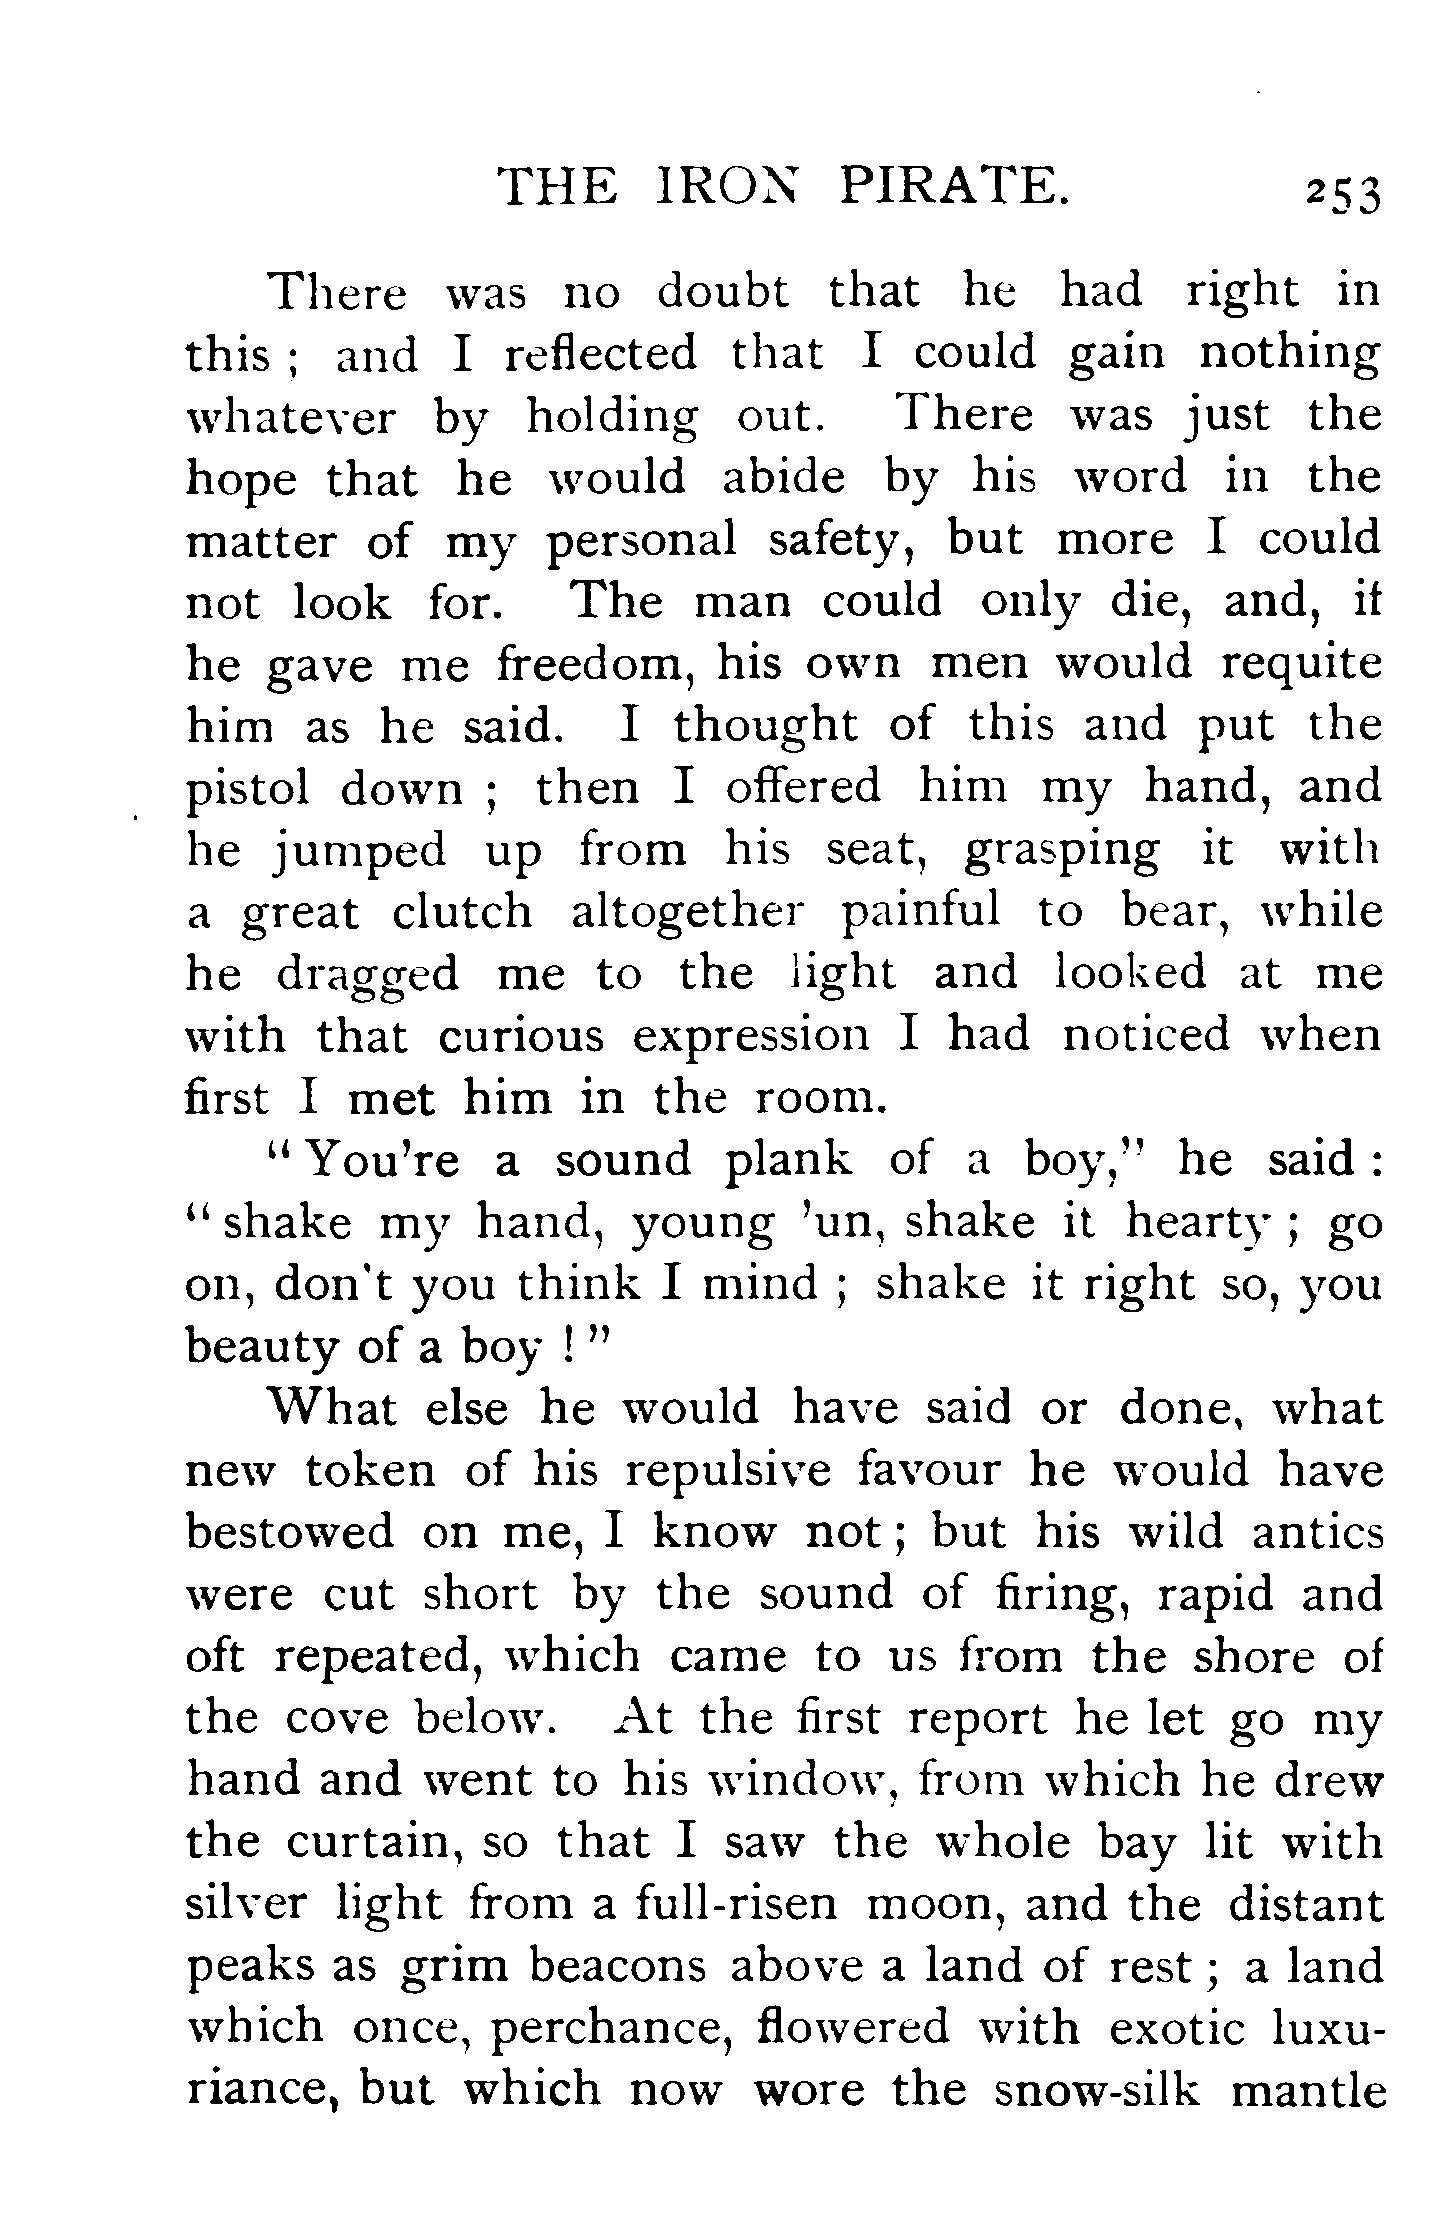 THE IRON PIRATE. 253
There was no doubt that he had right in
this ; and I reflected that I could gain nothing
whatever by holding out. There was just the
hope that he would abide by his word in the
matter of my personal safety, but more I could
not look for. The man could only die, and, if
he gave me freedom, his own men would requite
him as he said. I thought of this and put the
pistol down ; then I offered him my hand, and
he jumped up from his seat, grasping it with
a great clutch altogether painful to bear, while
he dragged me to the light and looked at me
with that curious expression I had noticed when
first I met him in the room.
“ You’re a sound plank of a boy,” he said :
“ shake my hand, young ’un, shake it hearty ; go
on, don’t you think I mind ; shake it right so, you
beauty of a boy ! ”
What else he would have said or done, what
new token of his repulsive favour he would have
bestowed on me, I know not ; but his wild antics
were cut short by the sound of firing, rapid and
oft repeated, which came to us from the shore of
the cove below. At the first report he let go my
hand and went to his window, from which he drew
the curtain, so that I saw the whole bay lit with
silver light from a full-risen moon, and the distant
peaks as grim beacons above a land of rest ; a land
which once, perchance, flowered with exotic luxu-
riance, but which now wore the snow-silk mantle